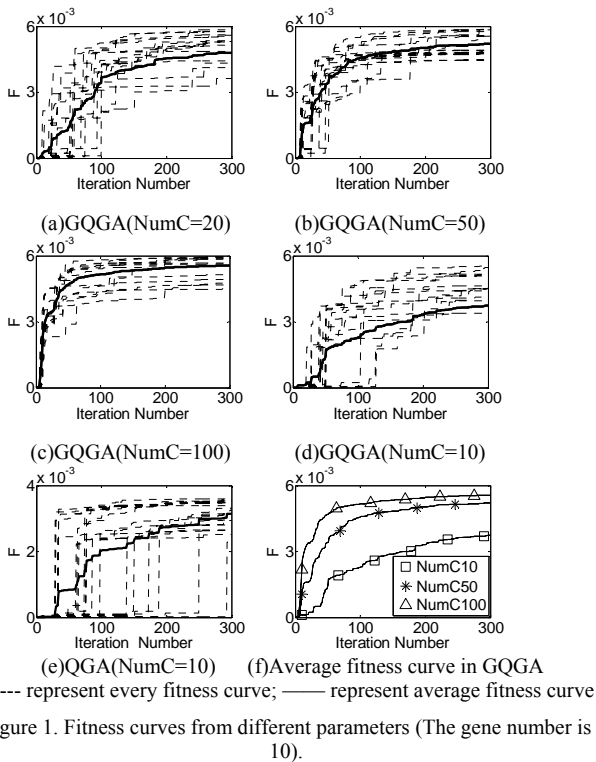 6 x 10⁻³ 6 x 10⁻³
3 3
F F
0 0
0 100 200 300 0 100 200 300
Iteration Number Iteration Number
(a)GQGA(NumC=20) (b)GQGA(NumC=50)
6 x 10⁻³ 6 x 10⁻³
3 3
F F
0 0
0 100 200 300 0 100 200 300
Iteration Number Iteration Number
(c)GQGA(NumC=100) (d)GQGA(NumC=10)
4 x 10⁻³ 6 x 10⁻³
2 3
F F
NumC10
NumC50
NumC100
0 0
0 100 200 300 0 100 200 300
Iteration Number Iteration Number
(e)QGA(NumC=10) (f)Average fitness curve in GQGA
--- represent every fitness curve; —— represent average fitness curve
gure 1. Fitness curves from different parameters (The gene number is
10).